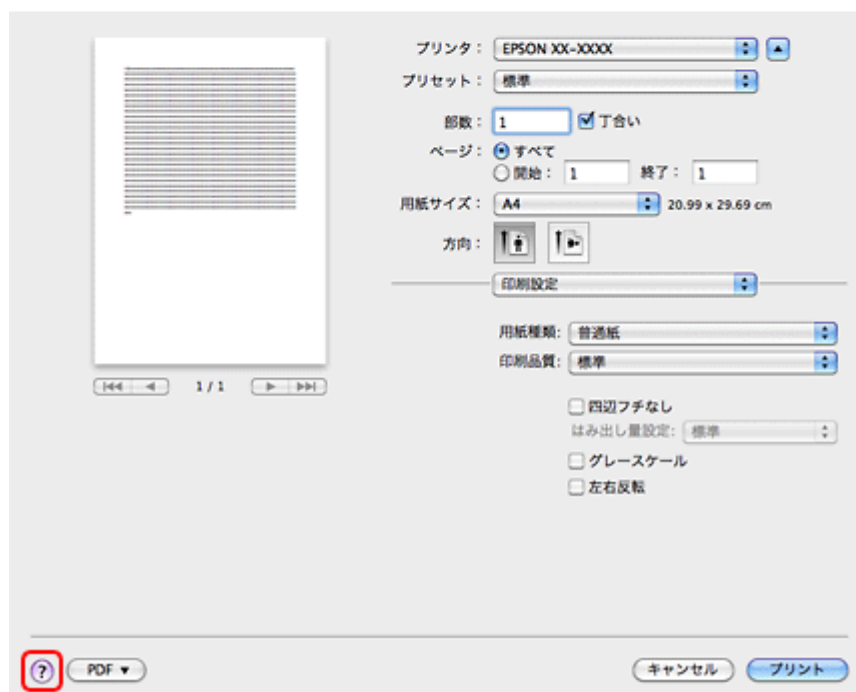 プリンタ： EPSON XX-XXXX
プリセット： 標準
部数： 1 丁合い
ページ： すべて
開始： 1 終了： 1
用紙サイズ： A4 20.99 x 29.69 cm
方向：
印刷設定
用紙種類: 普通紙
印刷品質: 標準
1 / 1
四辺フチなし
はみ出し量設定: 標準
グレースケール
左右反転
? PDF ▼ キャンセル プリント